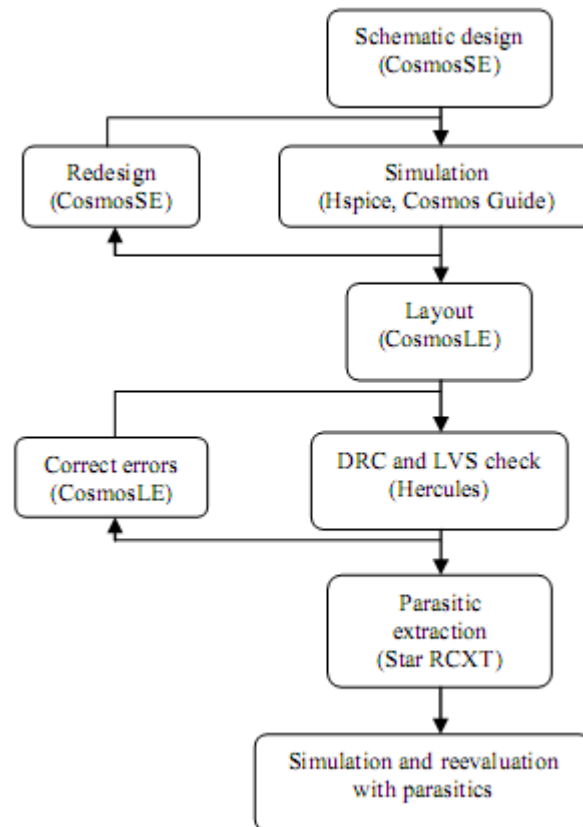 Schematic design
(CosmosSE)
Redesign
(CosmosSE)
Simulation
(Hspice, Cosmos Guide)
Layout
(CosmosLE)
Correct errors
(CosmosLE)
DRC and LVS check
(Hercules)
Parasitic
extraction
(Star RCXT)
Simulation and reevaluation
with parasitics